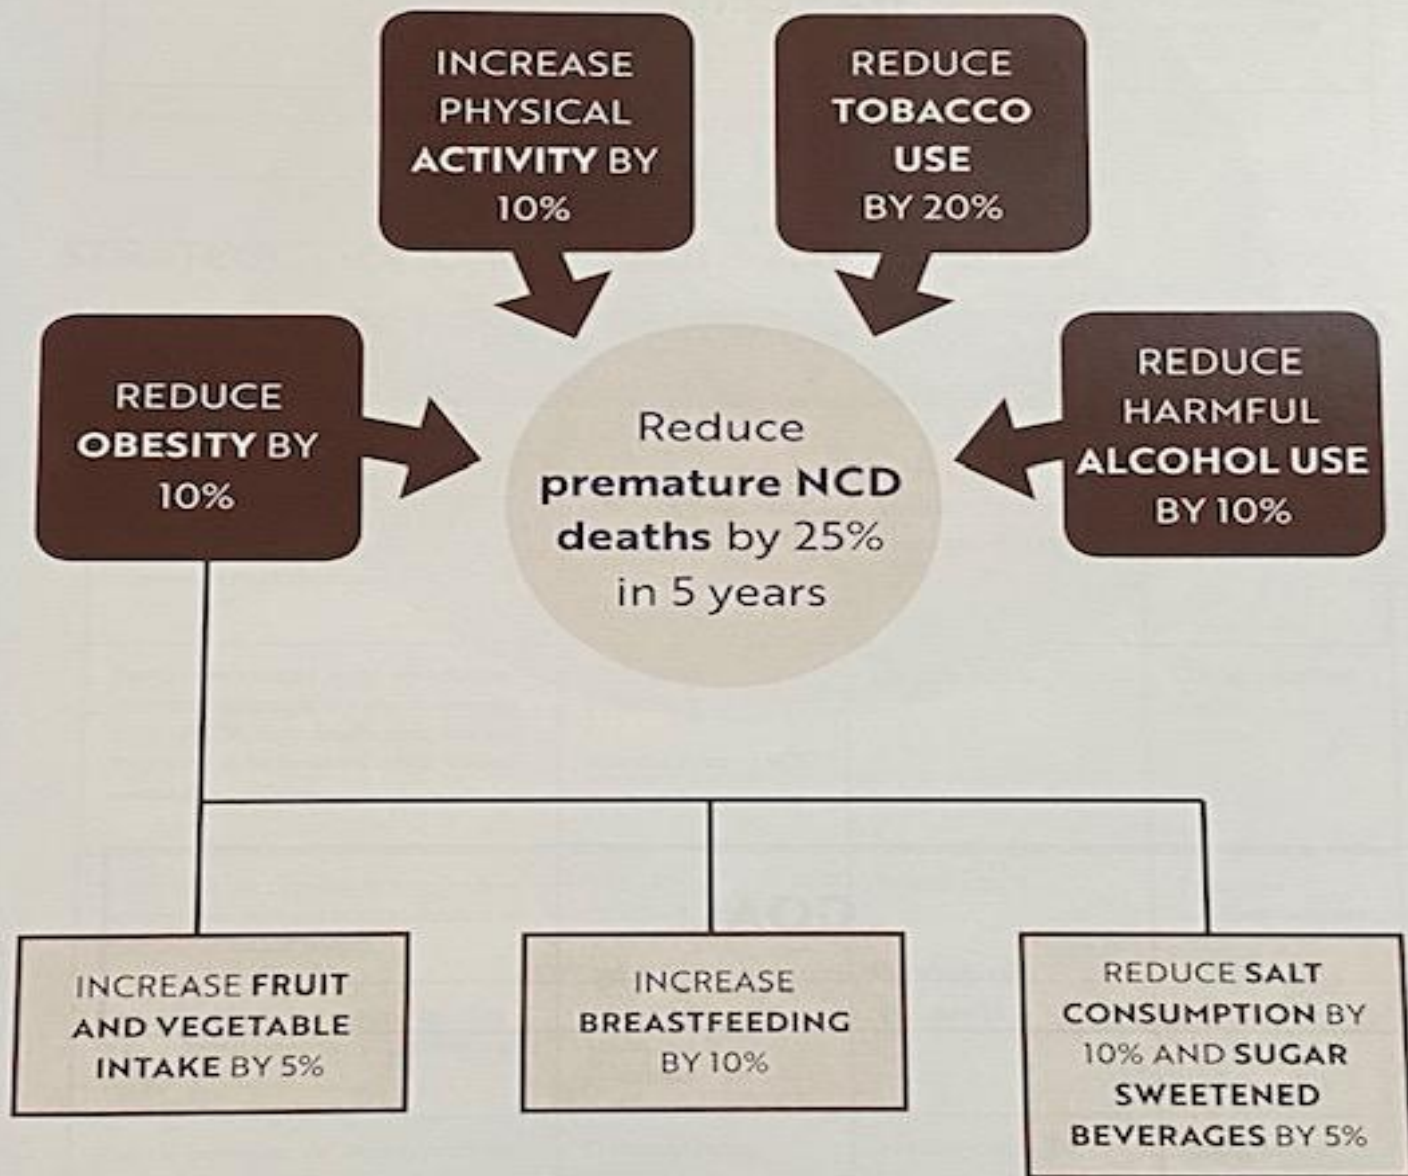 INCREASE
PHYSICAL
ACTIVITY BY
10%
REDUCE
TOBACCO
USE
BY 20%
REDUCE
OBESITY BY
10%
Reduce
premature NCD
deaths by 25%
in 5 years
REDUCE
HARMFUL
ALCOHOL USE
BY 10%
INCREASE FRUIT
AND VEGETABLE
INTAKE BY 5%
INCREASE
BREASTFEEDING
BY 10%
REDUCE SALT
CONSUMPTION BY
10% AND SUGAR
SWEETENED
BEVERAGES BY 5%